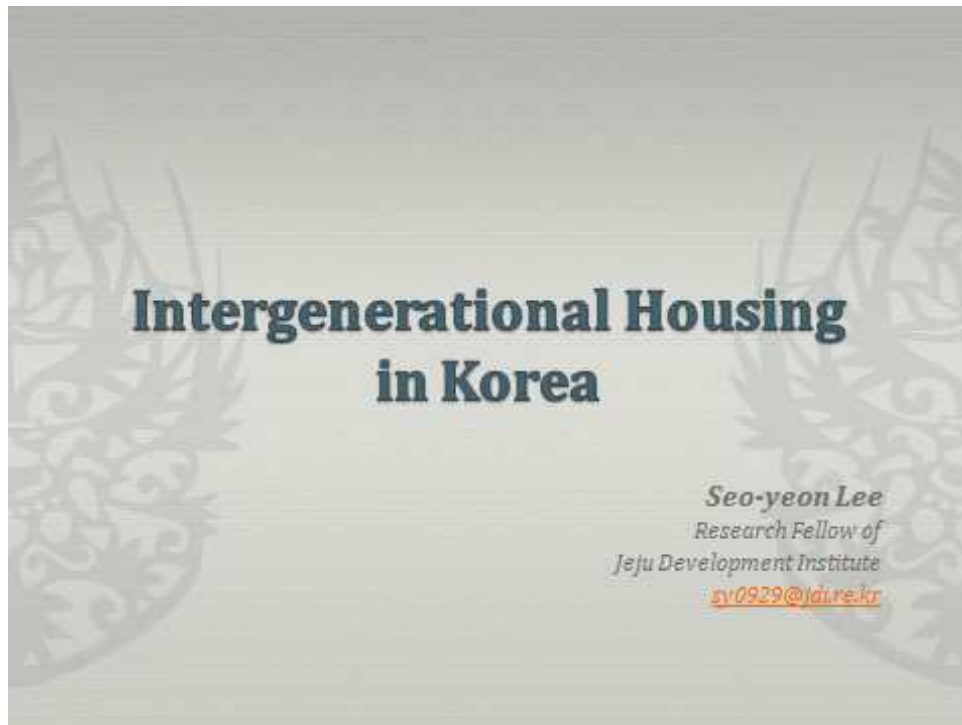 Intergenerational Housing
in Korea
Seo-yeon Lee
Research Fellow of
Jeju Development Institute
sy0929@jdi.re.kr